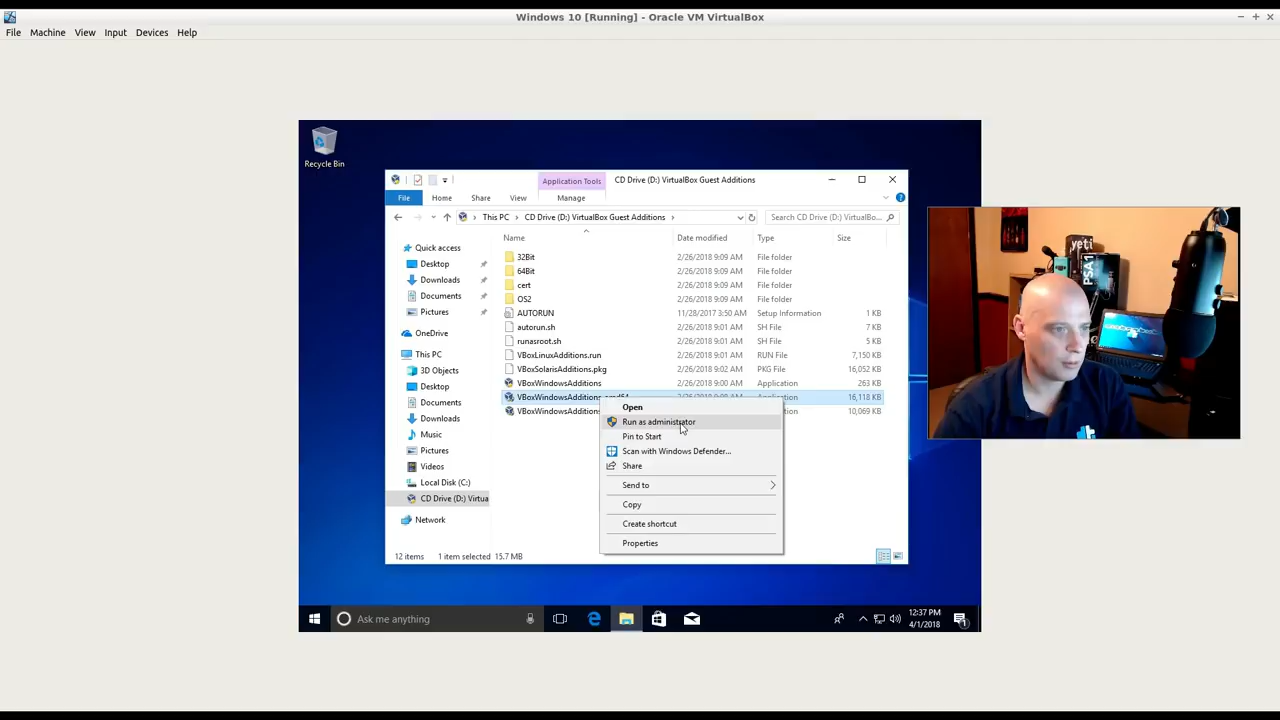 Windows 10 [Running] - Oracle VM VirtualBox
File Machine View Input Devices Help
Recycle Bin
Application Tools CD Drive (D:) VirtualBox Guest Additions
File Home Share View Manage
This PC CD Drive (D:) VirtualBox Guest Additions Search CD Drive (D:) VirtualBo...
Name Date modified Type Size
Quick access
Desktop
Downloads
Documents
Pictures
OneDrive
This PC
3D Objects
Desktop
Documents
Downloads
Music
Pictures
Videos
Local Disk (C:)
CD Drive (D:) Virtua
Network
32Bit 2/26/2018 9:09 AM File folder
64Bit 2/26/2018 9:09 AM File folder
cert 2/26/2018 9:09 AM File folder
OS2 2/26/2018 9:09 AM File folder
AUTORUN 11/28/2017 3:50 AM Setup Information 1 KB
autorun.sh 2/26/2018 9:01 AM SH File 7 KB
runasroot.sh 2/26/2018 9:01 AM SH File 5 KB
VBoxLinuxAdditions.run 2/26/2018 9:01 AM RUN File 7,150 KB
VBoxSolarisAdditions.pkg 2/26/2018 9:02 AM PKG File 16,052 KB
VBoxWindowsAdditions 2/26/2018 9:00 AM Application 263 KB
VBoxWindowsAdditions-amd64 Application 16,118 KB
VBoxWindowsAdditions 10,069 KB
Open
Run as administrator
Pin to Start
Scan with Windows Defender...
Share
Send to
Copy
Create shortcut
Properties
12 items 1 item selected 15.7 MB
Ask me anything
12:37 PM
4/1/2018
1
yeti
PSA1